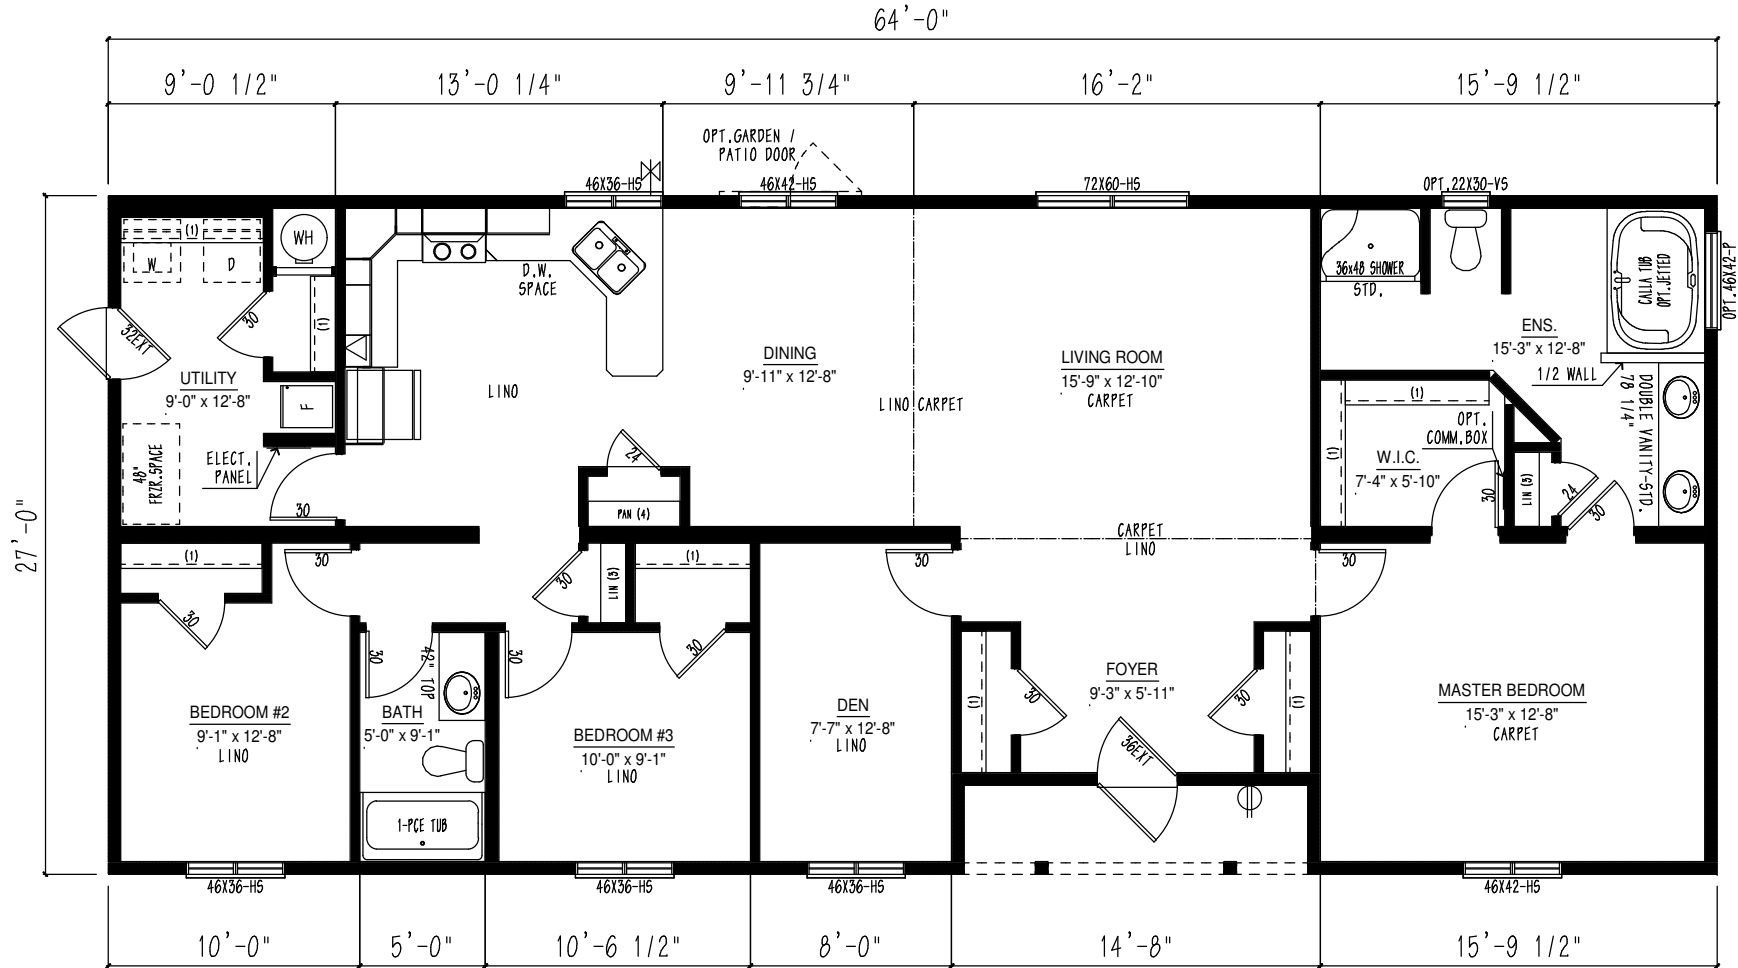 64'-0"
9'-0 1/2"
13'-0 1/4"
9'-11 3/4"
16'-2"
15'-9 1/2"
OPT.GARDEN /
PATIO DOOR
46X36-HS
46X42-HS
72X60-HS
OPT.22X30-VS
(1)
W
D
WH
30
(1)
32EXT
UTILITY
9'-0" x 12'-8"
F
48"
FRZR.SPACE
ELECT.
PANEL
30
D.W.
SPACE
LINO
DINING
9'-11" x 12'-8"
LINO
CARPET
24
PAN (4)
LIVING ROOM
15'-9" x 12'-10"
CARPET
36x48 SHOWER
STD.
CALLA TUB
OPT.JETTED
OPT.46X42-P
ENS.
15'-3" x 12'-8"
1/2 WALL
DOUBLE VANITY-STD.
78 1/4"
(1)
(1)
OPT.
COMM.BOX
W.I.C.
7'-4" x 5'-10"
30
LIN (3)
24
30
27'-0"
CARPET
LINO
(1)
30
30
30
LIN (3)
(1)
30
30
30
30
42" TOP
30
BEDROOM #2
9'-1" x 12'-8"
LINO
BATH
5'-0" x 9'-1"
1-PCE TUB
BEDROOM #3
10'-0" x 9'-1"
LINO
DEN
7'-7" x 12'-8"
LINO
(1)
30
FOYER
9'-3" x 5'-11"
30
(1)
36EXT
MASTER BEDROOM
15'-3" x 12'-8"
CARPET
46X36-HS
46X36-HS
46X36-HS
46X42-HS
10'-0"
5'-0"
10'-6 1/2"
8'-0"
14'-8"
15'-9 1/2"